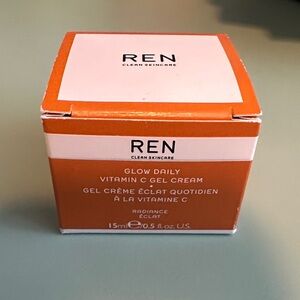 REN
CLEAN SKINCARE
REN
CLEAN SKINCARE
GLOW DAILY
VITAMIN C GEL CREAM
•
GEL CRÈME ÉCLAT QUOTIDIEN
À LA VITAMINE C
RADIANCE
ÉCLAT
15ml ℮ 0.5 fl.oz. U.S.